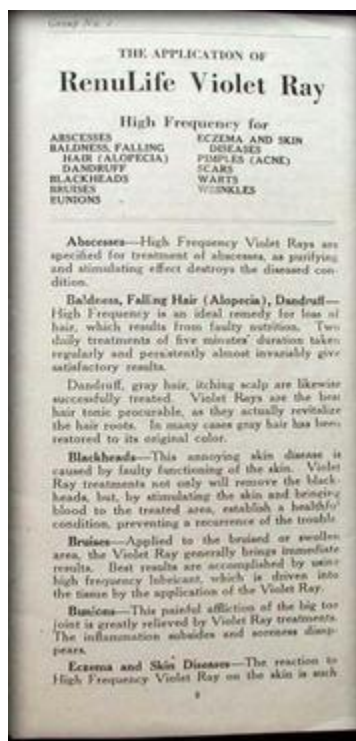 Group No. 7
THE APPLICATION OF
RenuLife Violet Ray
High Frequency for
ABSCESSES
BALDNESS, FALLING
HAIR (ALOPECIA)
DANDRUFF
BLACKHEADS
BRUISES
BUNIONS
ECZEMA AND SKIN
DISEASES
PIMPLES (ACNE)
SCARS
WARTS
WRINKLES
Abscesses—High Frequency Violet Rays are
specified for treatment of abscesses, as purifying
and stimulating effect destroys the diseased con-
dition.
Baldness, Falling Hair (Alopecia), Dandruff—
High Frequency is an ideal remedy for loss of
hair, which results from faulty nutrition. Two
daily treatments of five minutes' duration taken
regularly and persistently almost invariably give
satisfactory results.
Dandruff, gray hair, itching scalp are likewise
successfully treated. Violet Rays are the best
hair tonic procurable, as they actually revitalize
the hair roots. In many cases gray hair has been
restored to its original color.
Blackheads—This annoying skin disease is
caused by faulty functioning of the skin. Violet
Ray treatments not only will remove the black-
heads, but, by stimulating the skin and bringing
blood to the treated area, establish a healthful
condition, preventing a recurrence of the trouble.
Bruises—Applied to the bruised or swollen
area, the Violet Ray generally brings immediate
results. Best results are accomplished by using
high frequency lubricant, which is driven into
the tissue by the application of the Violet Ray.
Bunions—This painful affliction of the big toe
joint is greatly relieved by Violet Ray treatments.
The inflammation subsides and soreness disap-
pears.
Eczema and Skin Diseases—The reaction to
High Frequency Violet Ray on the skin is such